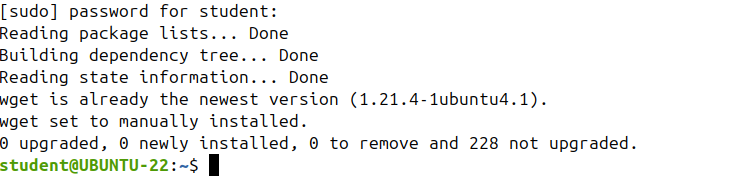 [sudo] password for student:
Reading package lists... Done
Building dependency tree... Done
Reading state information... Done
wget is already the newest version (1.21.4-1ubuntu4.1).
wget set to manually installed.
0 upgraded, 0 newly installed, 0 to remove and 228 not upgraded.
student@UBUNTU-22:~$